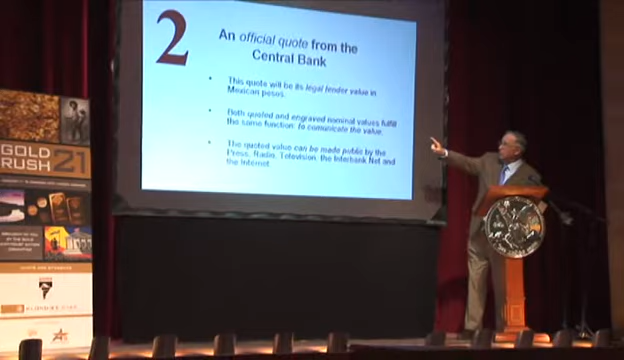 2
An official quote from the
Central Bank
• This quote will be its legal tender value in
Mexican pesos.
• Both quoted and engraved nominal values fulfill
the same function: to comunicate the value.
• The quoted value can be made public by the
Press, Radio, Television, the Interbank Net and
the Internet.
GOLD
RUSH 21